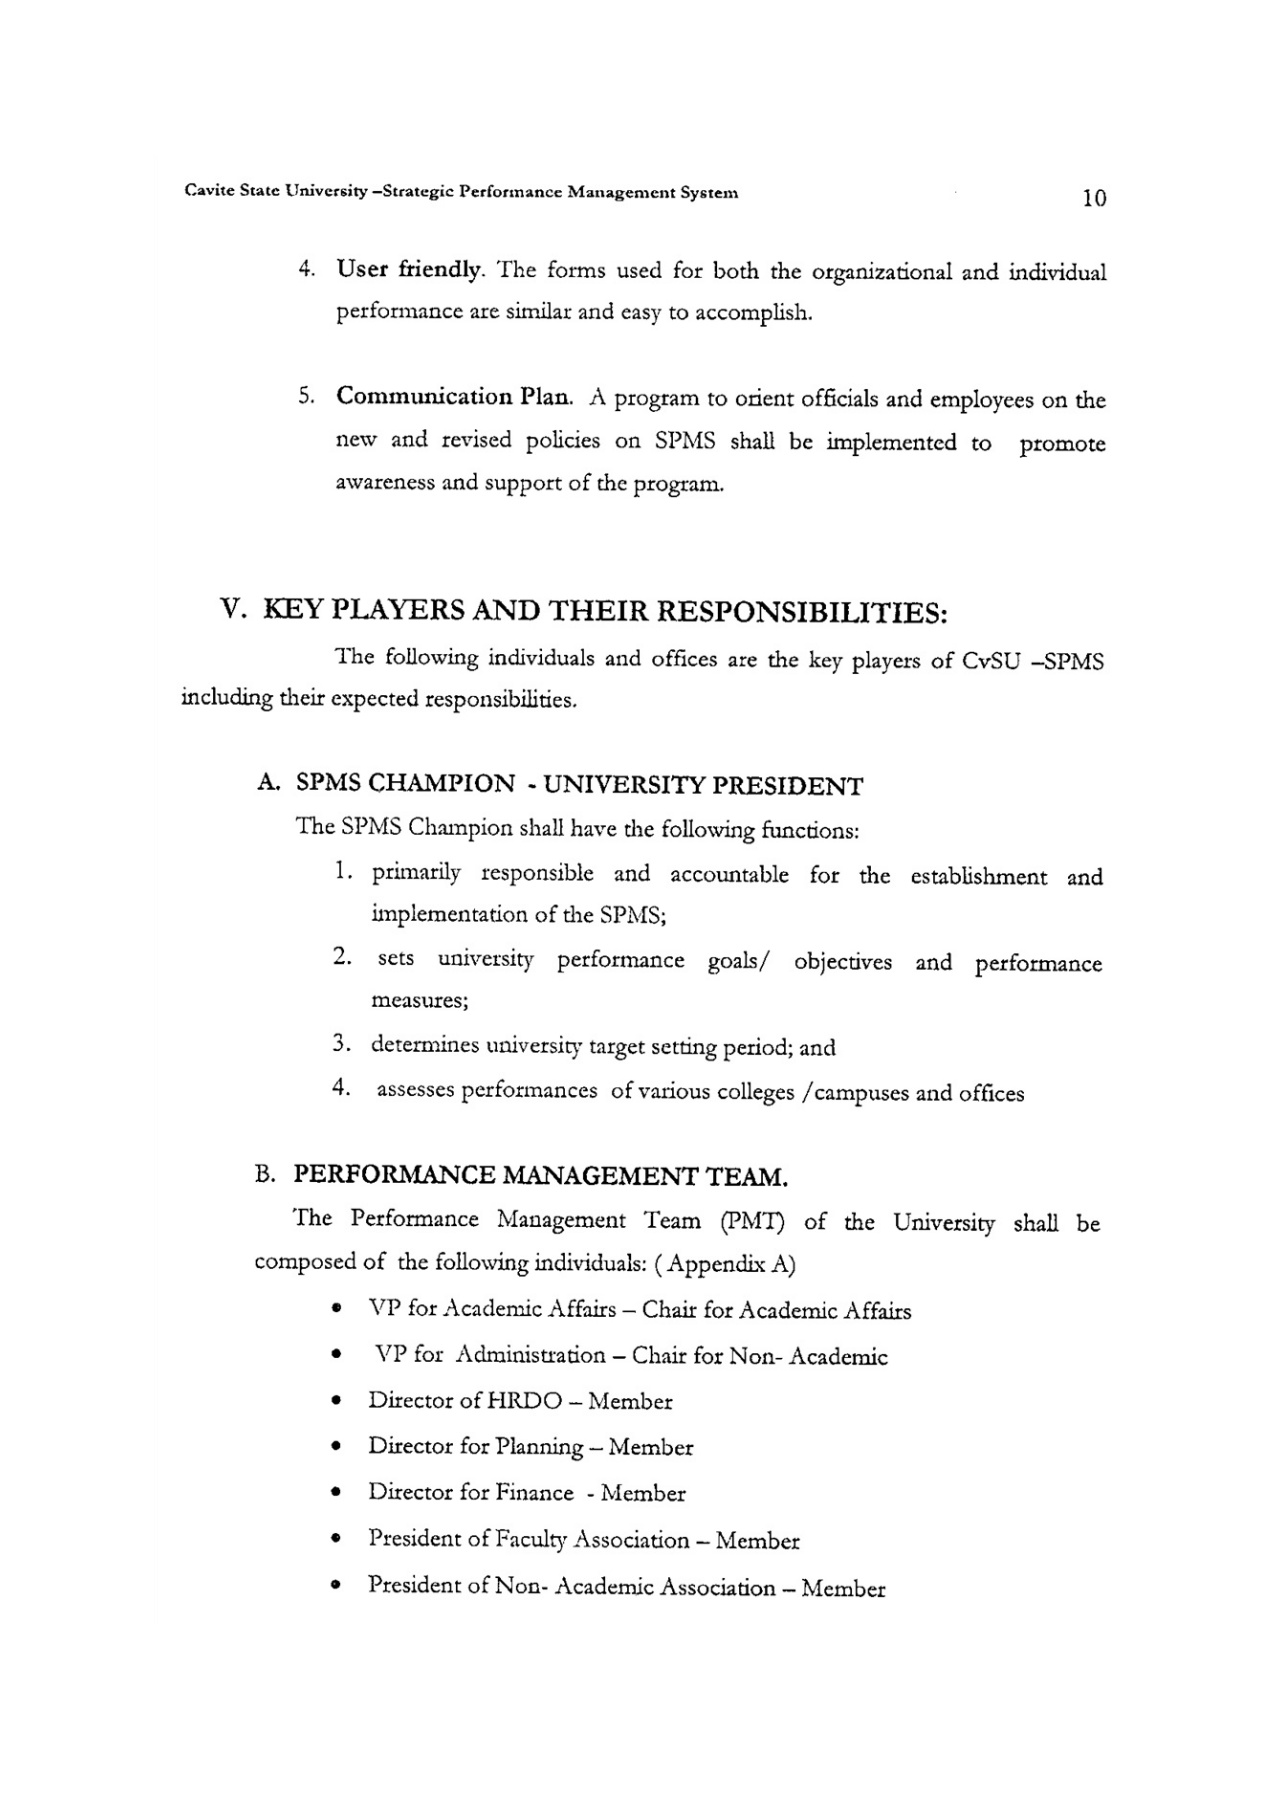 Cavite State University –Strategic Performance Management System
10
4. User friendly. The forms used for both the organizational and individual
performance are similar and easy to accomplish.
5. Communication Plan. A program to orient officials and employees on the
new and revised policies on SPMS shall be implemented to promote
awareness and support of the program.
V. KEY PLAYERS AND THEIR RESPONSIBILITIES:
The following individuals and offices are the key players of CvSU –SPMS
including their expected responsibilities.
A. SPMS CHAMPION - UNIVERSITY PRESIDENT
The SPMS Champion shall have the following functions:
1. primarily responsible and accountable for the establishment and
implementation of the SPMS;
2. sets university performance goals/ objectives and performance
measures;
3. determines university target setting period; and
4. assesses performances of various colleges /campuses and offices
B. PERFORMANCE MANAGEMENT TEAM.
The Performance Management Team (PMT) of the University shall be
composed of the following individuals: ( Appendix A)
• VP for Academic Affairs – Chair for Academic Affairs
• VP for Administration – Chair for Non- Academic
• Director of HRDO – Member
• Director for Planning – Member
• Director for Finance - Member
• President of Faculty Association – Member
• President of Non- Academic Association – Member